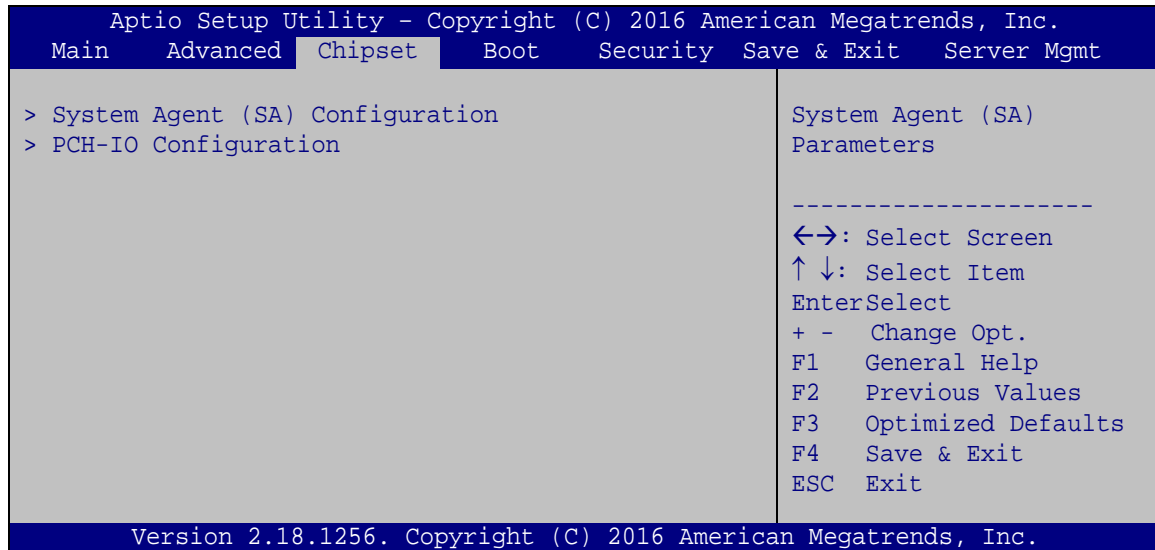 Aptio Setup Utility – Copyright (C) 2016 American Megatrends, Inc.
Main Advanced Chipset Boot Security Save & Exit Server Mgmt
> System Agent (SA) Configuration
> PCH-IO Configuration
System Agent (SA)
Parameters
---------------------
←→: Select Screen
↑ ↓: Select Item
EnterSelect
+ - Change Opt.
F1 General Help
F2 Previous Values
F3 Optimized Defaults
F4 Save & Exit
ESC Exit
Version 2.18.1256. Copyright (C) 2016 American Megatrends, Inc.